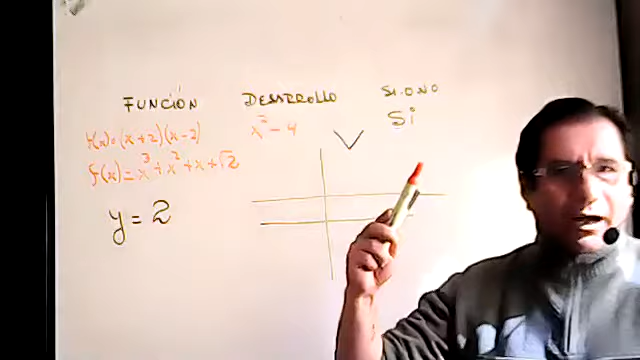 FUNCIÓN DESARROLLO SI O NO
f(x)=(x+2)(x-2) x²-4 Si
f(x)=x³+x²+x+√2
y=2